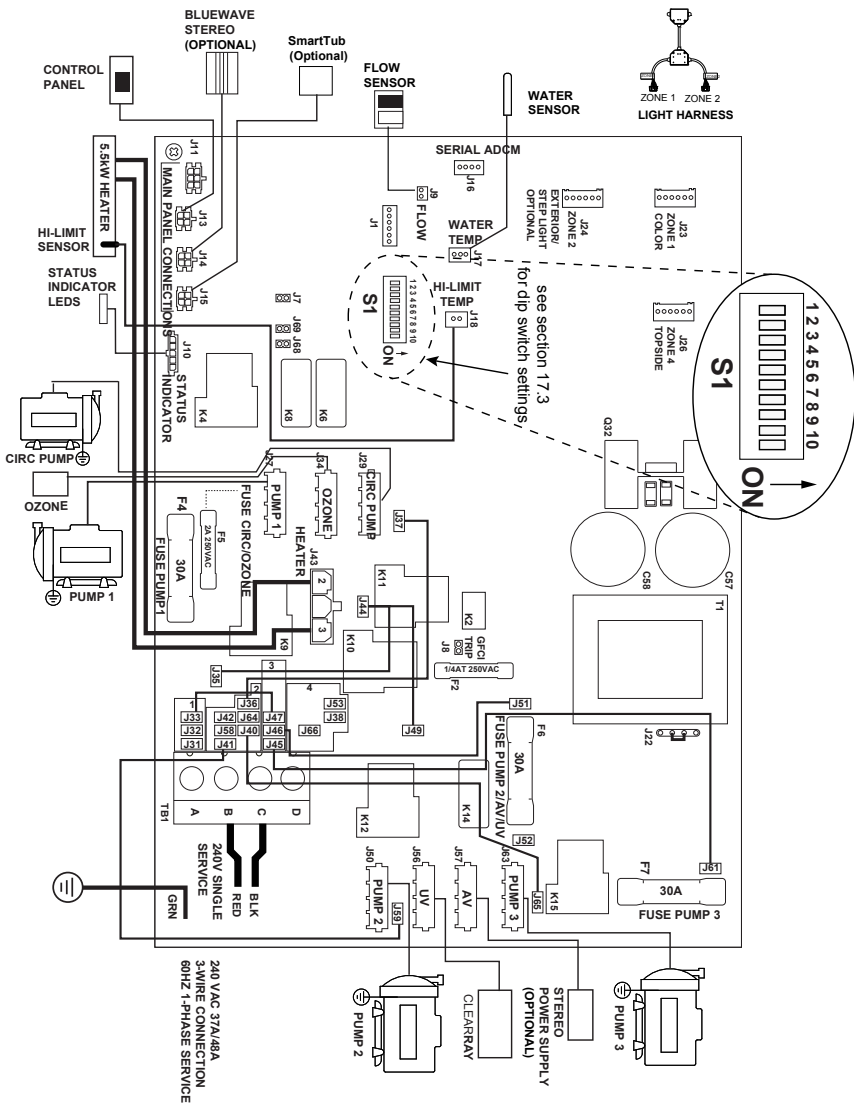 BLUEWAVE
STEREO
(OPTIONAL)
SmartTub
(Optional)
CONTROL
PANEL
FLOW
SENSOR
WATER
SENSOR
ZONE 1
ZONE 2
LIGHT HARNESS
5.5kW HEATER
HI-LIMIT
SENSOR
STATUS
INDICATOR
LEDS
J11
MAIN PANEL CONNECTIONS
J13
J14
J15
J10
STATUS
INDICATOR
SERIAL ADCM
J16
J9
FLOW
J1
WATER
TEMP
J17
HI-LIMIT
TEMP
J18
S1
1 2 3 4 5 6 7 8 9 10
ON
see section 17.3
for dip switch settings
J24
ZONE 2
EXTERIOR/
STEP LIGHT
OPTIONAL
J23
ZONE 1
COLOR
J26
ZONE 4
TOPSIDE
1 2 3 4 5 6 7 8 9 10
S1
ON
J7
J69
J68
K4
K8
K6
Q32
CIRC PUMP
OZONE
PUMP 1
J27
PUMP 1
J34
OZONE
J29
CIRC PUMP
J37
F4
30A
FUSE PUMP1
F5
2A 250VAC
FUSE CIRC/OZONE
HEATER
J43
2
3
K9
K11
J44
K10
K2
J8
GFCI
TRIP
1/4AT 250VAC
F2
C58
C57
T1
J35
J49
J51
J22
1
2
3
4
J33
J32
J31
J42
J58
J41
J36
J64
J40
J47
J46
J45
J53
J38
J66
F6
30A
FUSE PUMP 2/AV/UV
K12
K14
J52
K15
J65
J61
F7
30A
FUSE PUMP 3
TB1
A
B
C
D
240V SINGLE
SERVICE
RED
BLK
GRN
J50
PUMP 2
J59
J56
UV
J57
AV
J63
PUMP 3
240 VAC 37A/48A
3-WIRE CONNECTION
60HZ 1-PHASE SERVICE
PUMP 2
CLEARRAY
STEREO
POWER SUPPLY
(OPTIONAL)
PUMP 3